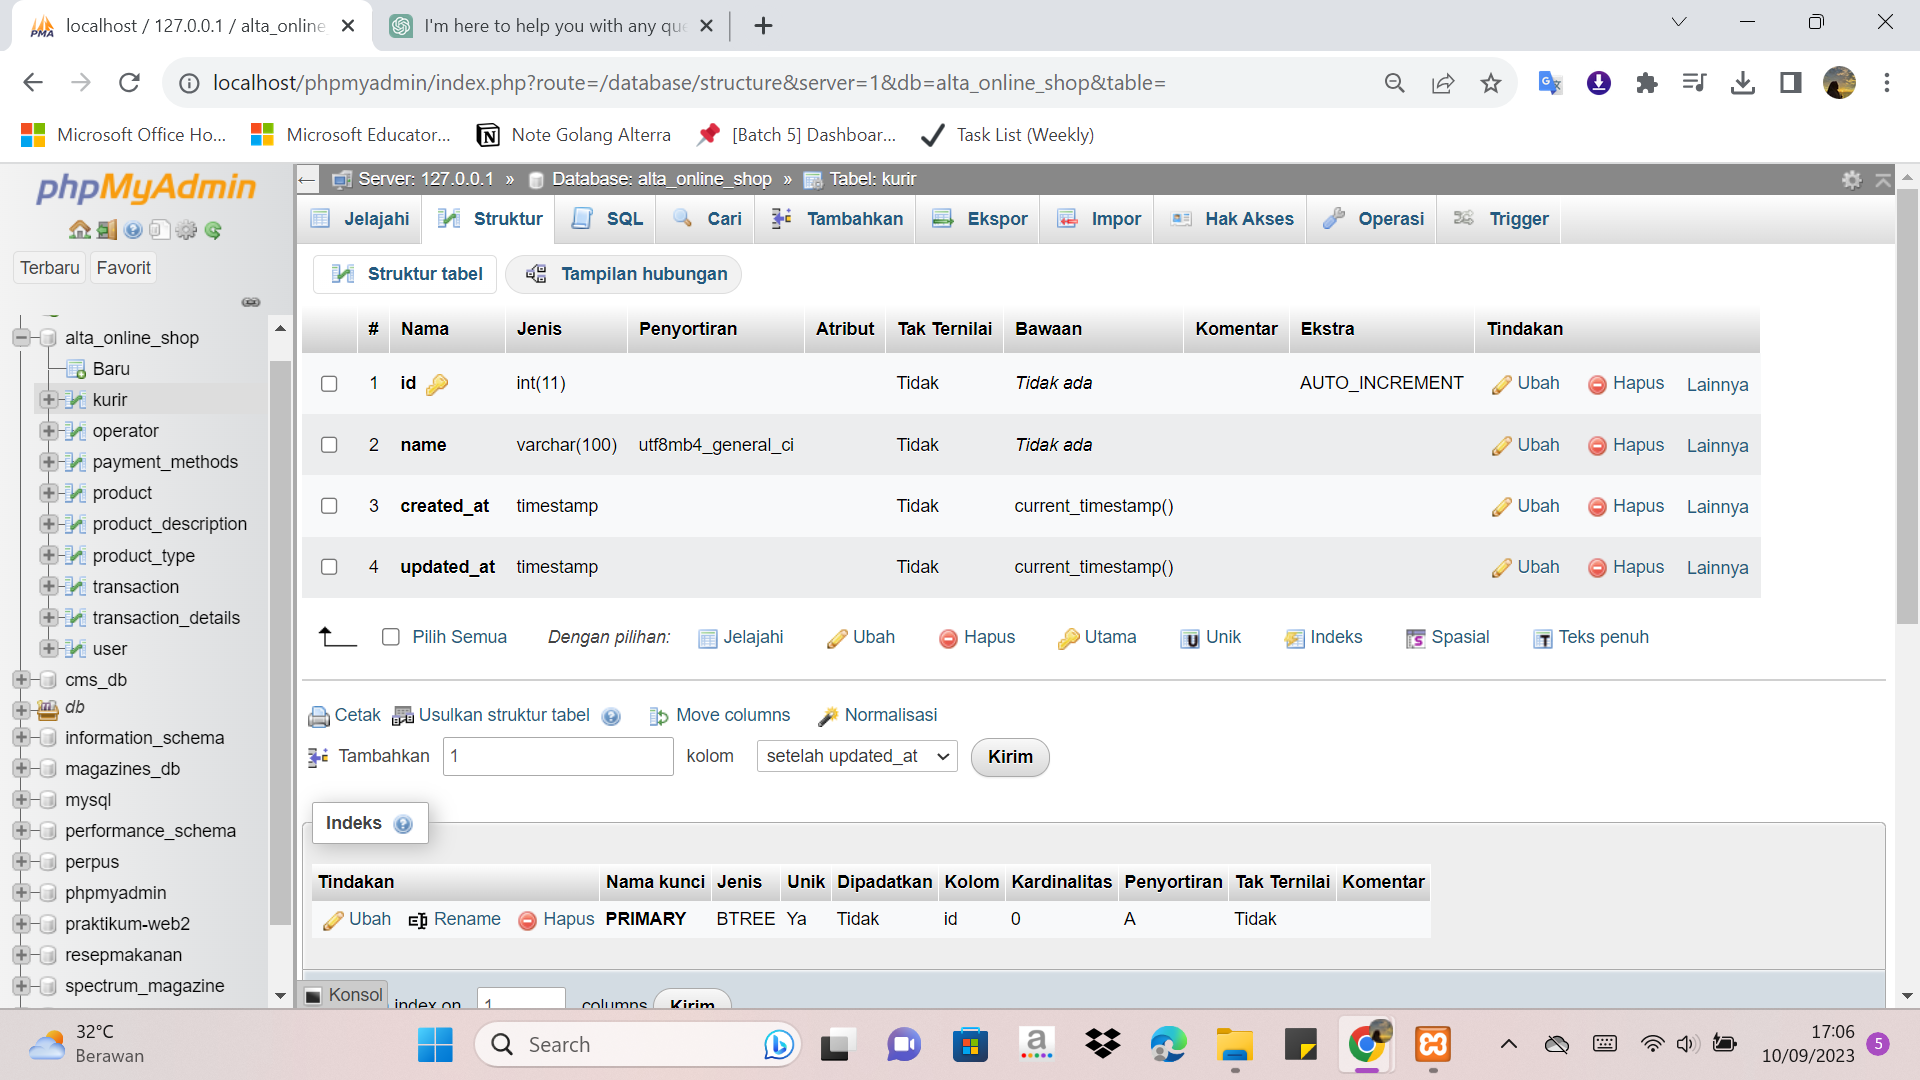 localhost / 127.0.0.1 / alta_online
I'm here to help you with any que
localhost/phpmyadmin/index.php?route=/database/structure&server=1&db=alta_online_shop&table=
Microsoft Office Ho...
Microsoft Educator...
Note Golang Alterra
[Batch 5] Dashboar...
Task List (Weekly)
phpMyAdmin
Terbaru
Favorit
alta_online_shop
Baru
kurir
operator
payment_methods
product
product_description
product_type
transaction
transaction_details
user
cms_db
db
information_schema
magazines_db
mysql
performance_schema
perpus
phpmyadmin
praktikum-web2
resepmakanan
spectrum_magazine
Server: 127.0.0.1 » Database: alta_online_shop » Tabel: kurir
Jelajahi Struktur SQL Cari Tambahkan Ekspor Impor Hak Akses Operasi Trigger
Struktur tabel Tampilan hubungan
# Nama Jenis Penyortiran Atribut Tak Ternilai Bawaan Komentar Ekstra Tindakan
1 id int(11) Tidak Tidak ada AUTO_INCREMENT Ubah Hapus Lainnya
2 name varchar(100) utf8mb4_general_ci Tidak Tidak ada Ubah Hapus Lainnya
3 created_at timestamp Tidak current_timestamp() Ubah Hapus Lainnya
4 updated_at timestamp Tidak current_timestamp() Ubah Hapus Lainnya
Pilih Semua Dengan pilihan: Jelajahi Ubah Hapus Utama Unik Indeks Spasial Teks penuh
Cetak Usulkan struktur tabel Move columns Normalisasi
Tambahkan 1 kolom setelah updated_at Kirim
Indeks
Tindakan Nama kunci Jenis Unik Dipadatkan Kolom Kardinalitas Penyortiran Tak Ternilai Komentar
Ubah Rename Hapus PRIMARY BTREE Ya Tidak id 0 A Tidak
Konsol index on 1 columns Kirim
32°C
Berawan
Search
17:06
10/09/2023
5